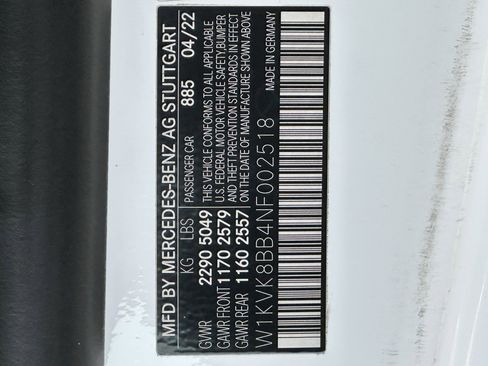 MFD BY MERCEDES-BENZ AG STUTTGART
KG LBS PASSENGER CAR 885 04/22
GVWR 2290 5049 THIS VEHICLE CONFORMS TO ALL APPLICABLE
GAWR FRONT 1170 2579 U.S. FEDERAL MOTOR VEHICLE SAFETY, BUMPER
GAWR REAR 1160 2557 AND THEFT PREVENTION STANDARDS IN EFFECT
ON THE DATE OF MANUFACTURE SHOWN ABOVE
W1KVK8BB4NF002518 MADE IN GERMANY